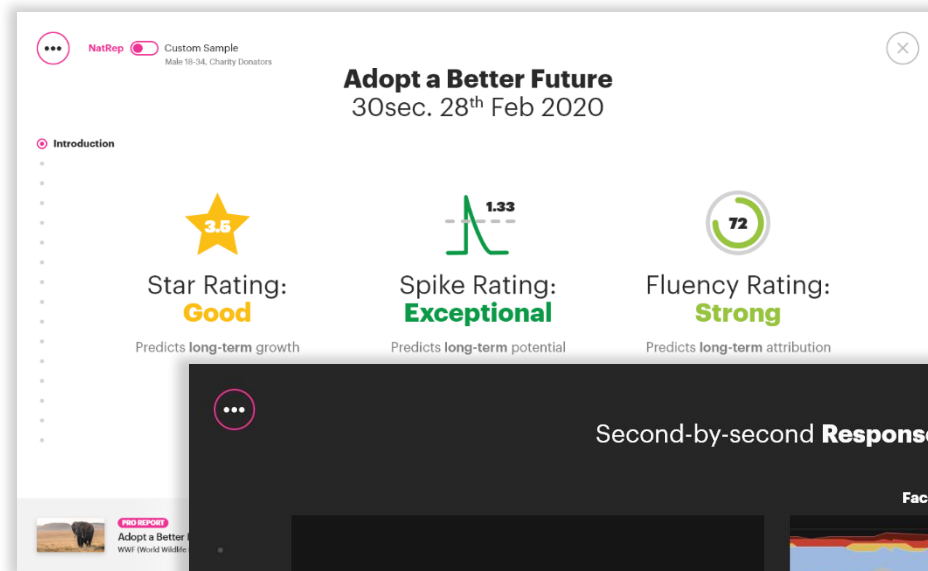 NatRep
Custom Sample
Male 18-34, Charity Donators
Adopt a Better Future
30sec. 28th Feb 2020
Introduction
3.5
1.33
72
Star Rating:
Good
Predicts long-term growth
Spike Rating:
Exceptional
Predicts long-term potential
Fluency Rating:
Strong
Predicts long-term attribution
Second-by-second Response
Fac
PRO REPORT
Adopt a Better
WWF (World Wildlife